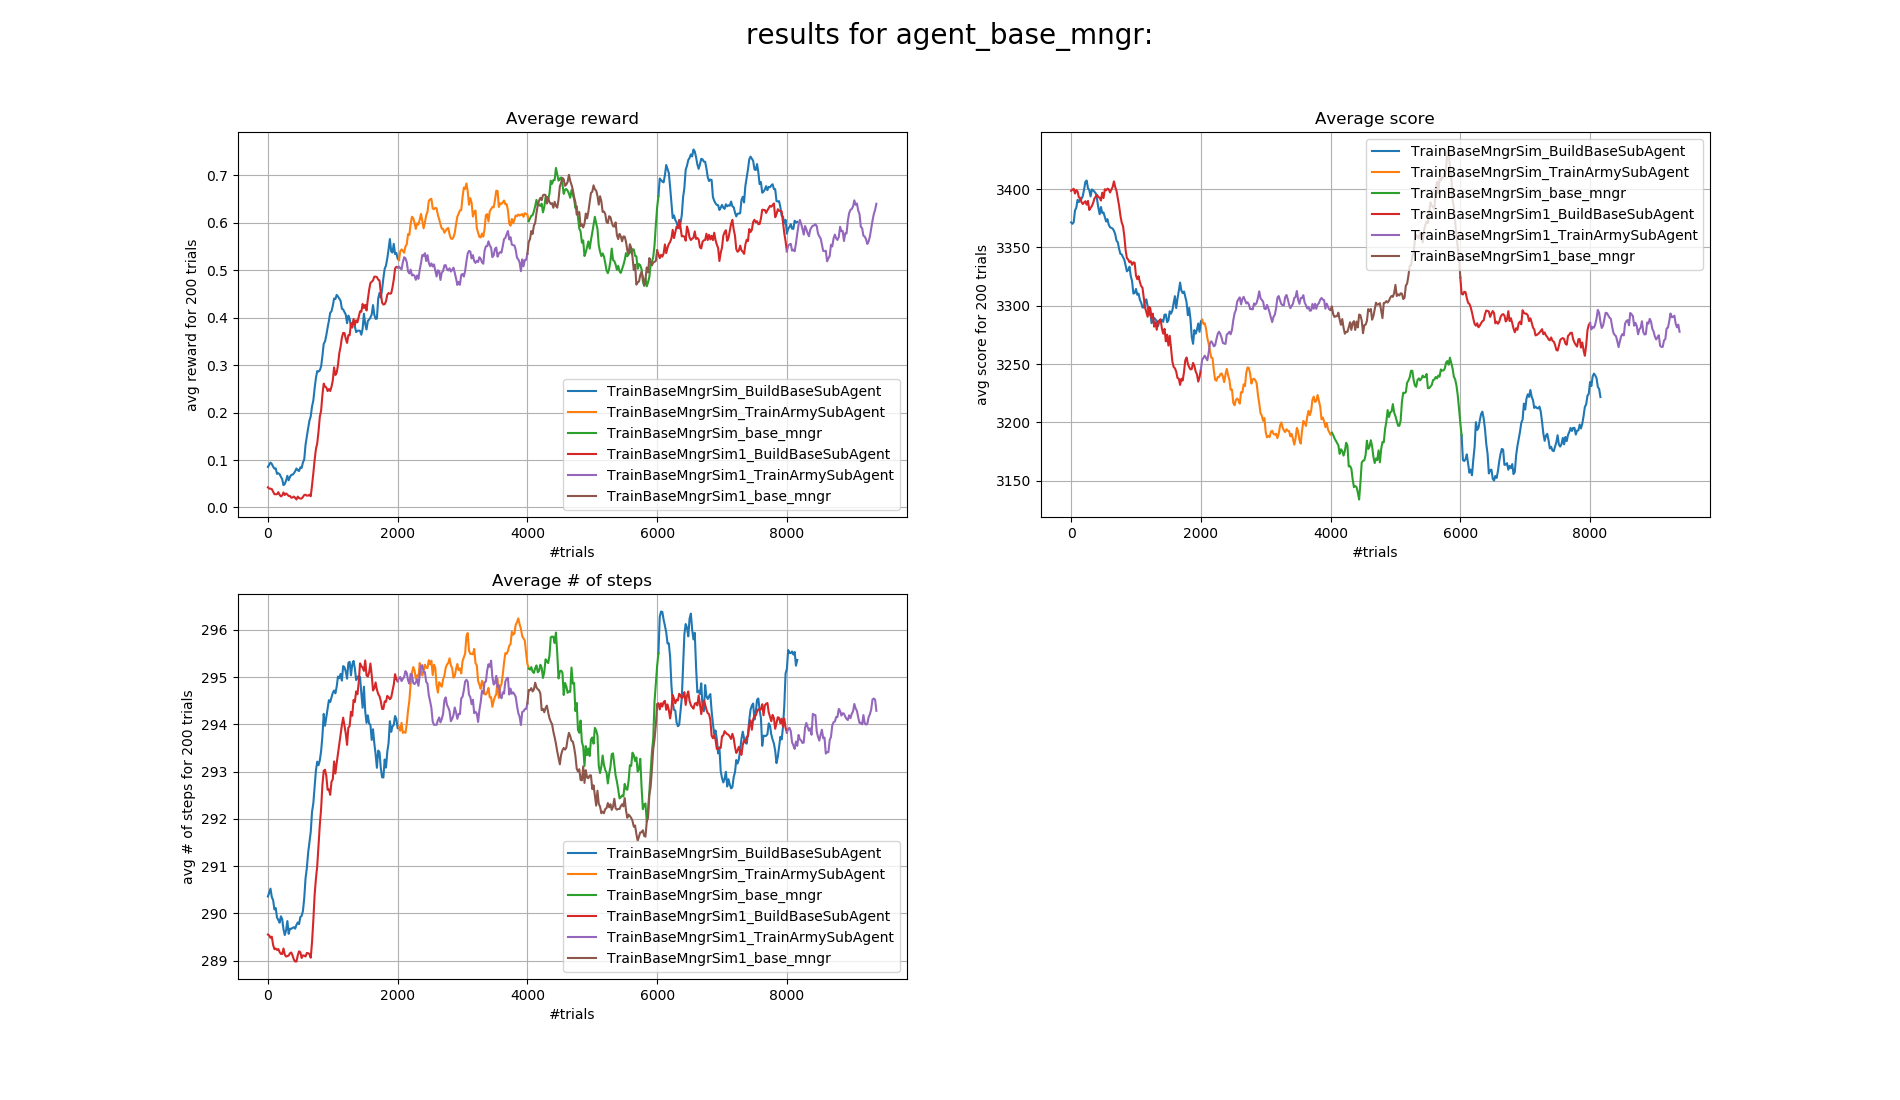 results for agent_base_mngr:
Average reward
avg reward for 200 trials
0.7
0.6
0.5
0.4
0.3
0.2
0.1
0.0
TrainBaseMngrSim_BuildBaseSubAgent
TrainBaseMngrSim_TrainArmySubAgent
TrainBaseMngrSim_base_mngr
TrainBaseMngrSim1_BuildBaseSubAgent
TrainBaseMngrSim1_TrainArmySubAgent
TrainBaseMngrSim1_base_mngr
0 2000 4000 6000 8000
#trials
Average score
avg score for 200 trials
3400
3350
3300
3250
3200
3150
TrainBaseMngrSim_BuildBaseSubAgent
TrainBaseMngrSim_TrainArmySubAgent
TrainBaseMngrSim_base_mngr
TrainBaseMngrSim1_BuildBaseSubAgent
TrainBaseMngrSim1_TrainArmySubAgent
TrainBaseMngrSim1_base_mngr
0 2000 4000 6000 8000
#trials
Average # of steps
avg # of steps for 200 trials
296
295
294
293
292
291
290
289
TrainBaseMngrSim_BuildBaseSubAgent
TrainBaseMngrSim_TrainArmySubAgent
TrainBaseMngrSim_base_mngr
TrainBaseMngrSim1_BuildBaseSubAgent
TrainBaseMngrSim1_TrainArmySubAgent
TrainBaseMngrSim1_base_mngr
0 2000 4000 6000 8000
#trials